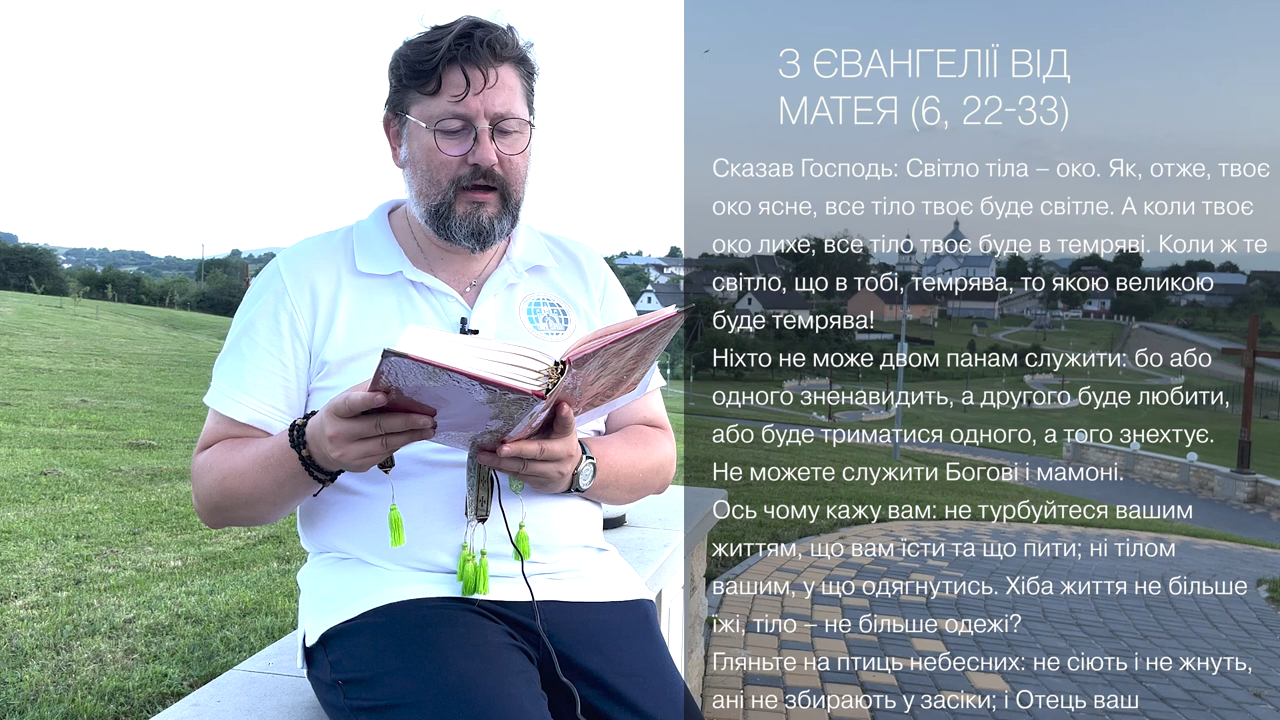 З ЄВАНГЕЛІЇ ВІД
МАТЕЯ (6, 22-33)
Сказав Господь: Світло тіла – око. Як, отже, твоє
око ясне, все тіло твоє буде світле. А коли твоє
око лихе, все тіло твоє буде в темряві. Коли ж те
світло, що в тобі, темрява, то якою великою
буде темрява!
Ніхто не може двом панам служити: бо або
одного зненавидить, а другого буде любити,
або буде триматися одного, а того знехтує.
Не можете служити Богові і мамоні.
Ось чому кажу вам: не турбуйтеся вашим
життям, що вам їсти та що пити; ні тілом
вашим, у що одягнутись. Хіба життя не більше
їжі, тіло – не більше одежі?
Гляньте на птиць небесних: не сіють і не жнуть,
ані не збирають у засіки; і Отець ваш